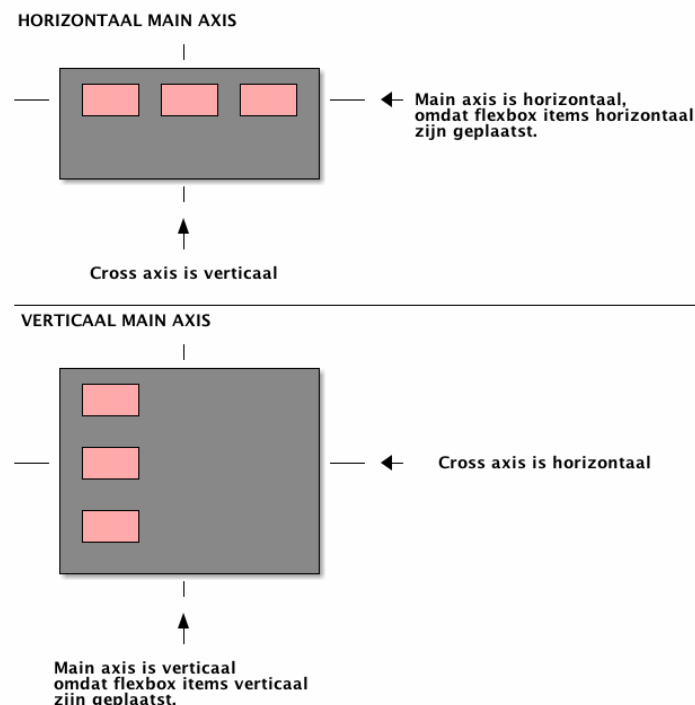 HORIZONTAAL MAIN AXIS
Main axis is horizontaal,
omdat flexbox items horizontaal
zijn geplaatst.
Cross axis is verticaal
VERTICAAL MAIN AXIS
Cross axis is horizontaal
Main axis is verticaal
omdat flexbox items verticaal
zijn geplaatst.